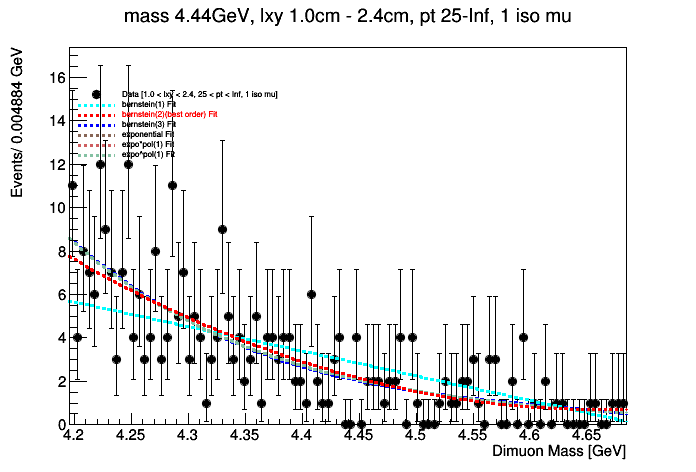 mass 4.44GeV, lxy 1.0cm - 2.4cm, pt 25-Inf, 1 iso mu
Events/ 0.004884 GeV
16
14
12
10
8
6
4
2
0
Data [1.0 < lxy < 2.4, 25 < pt < Inf, 1 iso mu]
bernstein(1) Fit
bernstein(2)(best order) Fit
bernstein(3) Fit
exponential Fit
expo*pol(1) Fit
expo*pol(1) Fit
4.2 4.25 4.3 4.35 4.4 4.45 4.5 4.55 4.6 4.65
Dimuon Mass [GeV]